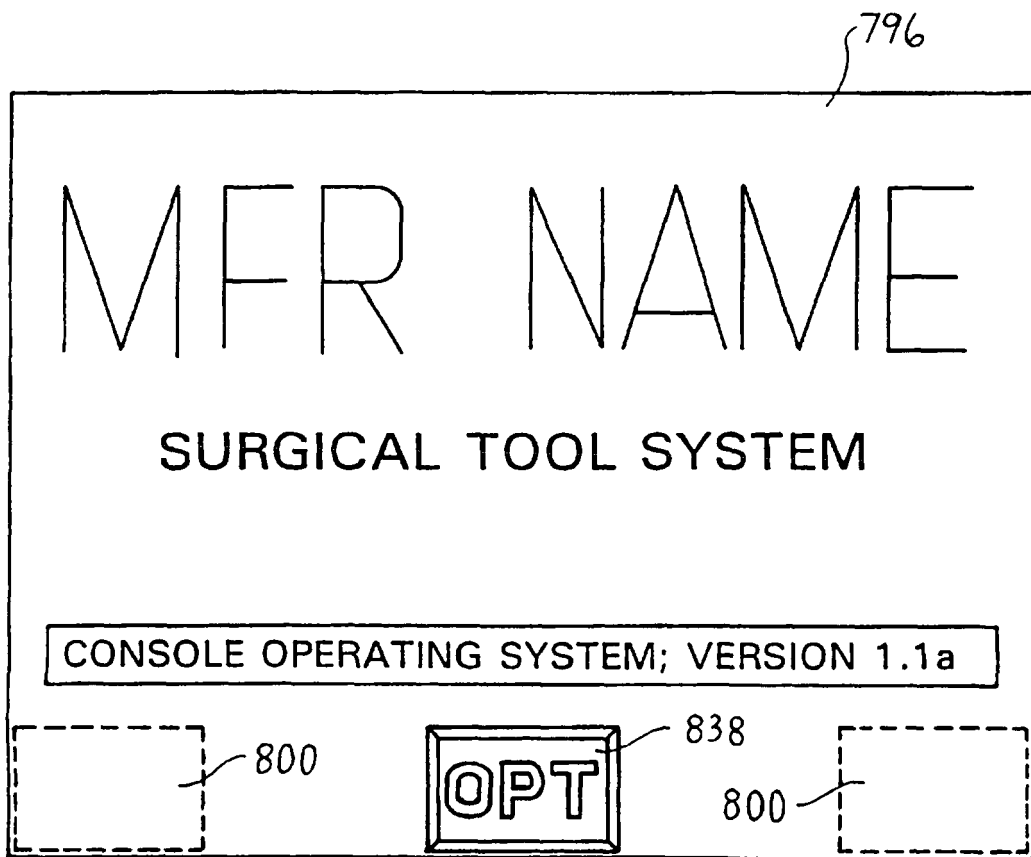 796
MFR NAME
SURGICAL TOOL SYSTEM
CONSOLE OPERATING SYSTEM; VERSION 1.1a
800
OPT
838
800